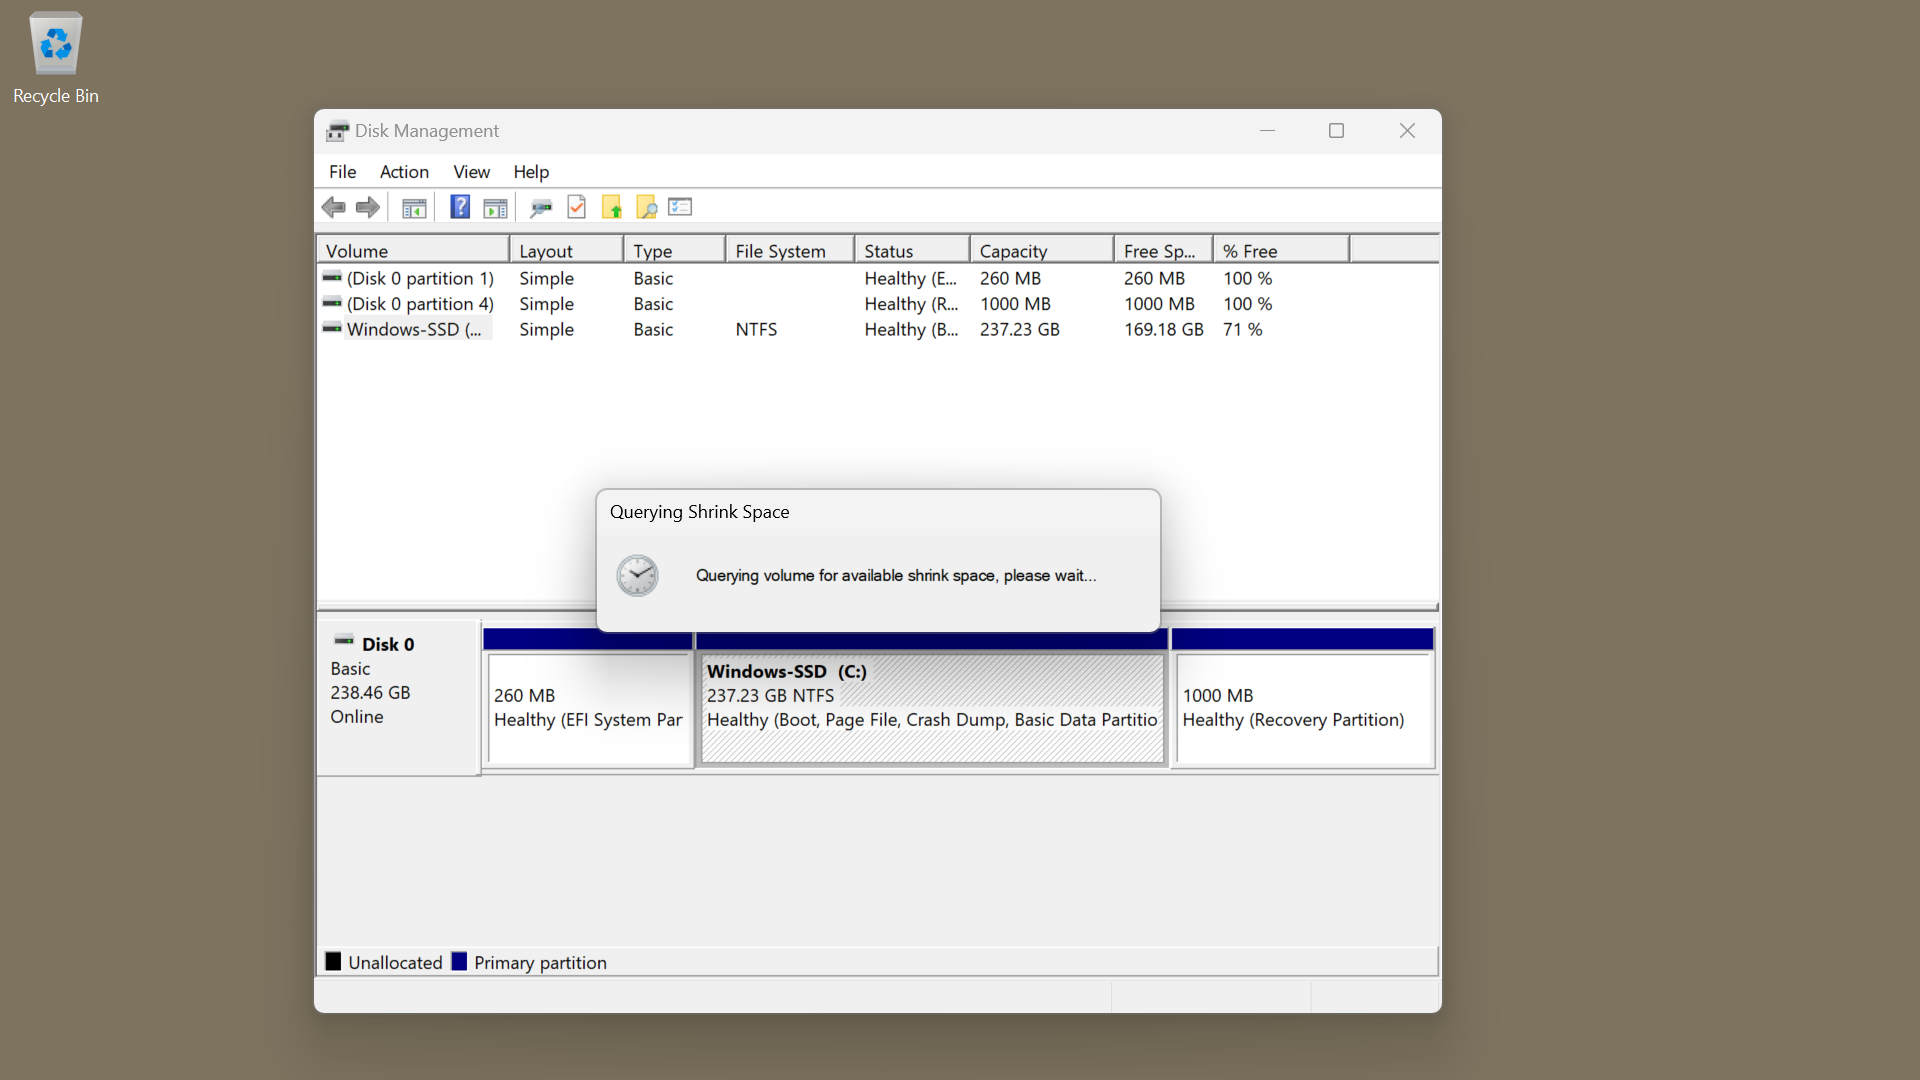 Recycle Bin
Disk Management
File Action View Help
Volume Layout Type File System Status Capacity Free Sp... % Free
(Disk 0 partition 1) Simple Basic Healthy (E... 260 MB 260 MB 100 %
(Disk 0 partition 4) Simple Basic Healthy (R... 1000 MB 1000 MB 100 %
Windows-SSD (... Simple Basic NTFS Healthy (B... 237.23 GB 169.18 GB 71 %
Querying Shrink Space
Querying volume for available shrink space, please wait...
Disk 0
Basic
238.46 GB
Online
260 MB
Healthy (EFI System Par
Windows-SSD (C:)
237.23 GB NTFS
Healthy (Boot, Page File, Crash Dump, Basic Data Partitio
1000 MB
Healthy (Recovery Partition)
Unallocated Primary partition